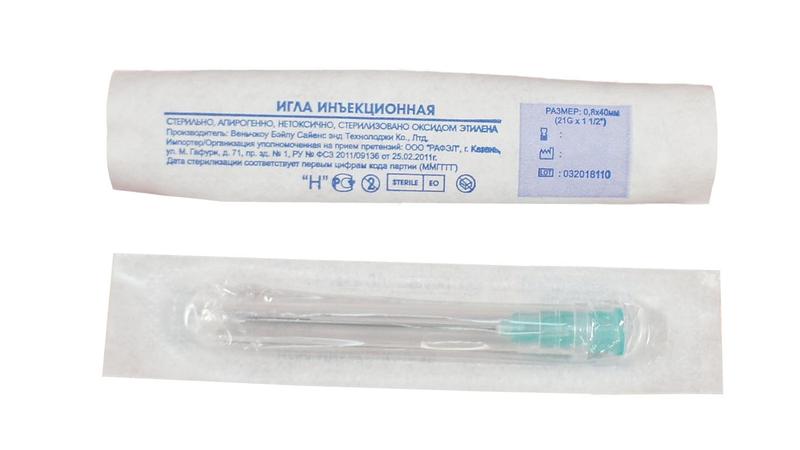 ИГЛА ИНЪЕКЦИОННАЯ
СТЕРИЛЬНО, АПИРОГЕННО, НЕТОКСИЧНО, СТЕРИЛИЗОВАНО ОКСИДОМ ЭТИЛЕНА
Производитель: Веньчжоу Бэйпу Сайенс энд Технолоджи Ко., Лтд,
Импортер/Организация уполномоченная на прием претензий: ООО "РАФЭЛ", г. Казань,
ул. М. Гафури, д. 71, пр. зд. № 1, РУ № ФСЗ 2011/09136 от 25.02.2011г.
Дата стерилизации соответствует первым цифрам кода партии (ММГГГГ)
"Н" РСТ 2 STERILE EO
РАЗМЕР: 0,8х40мм
(21G x 1 1/2")
:
:
LOT : 032018110